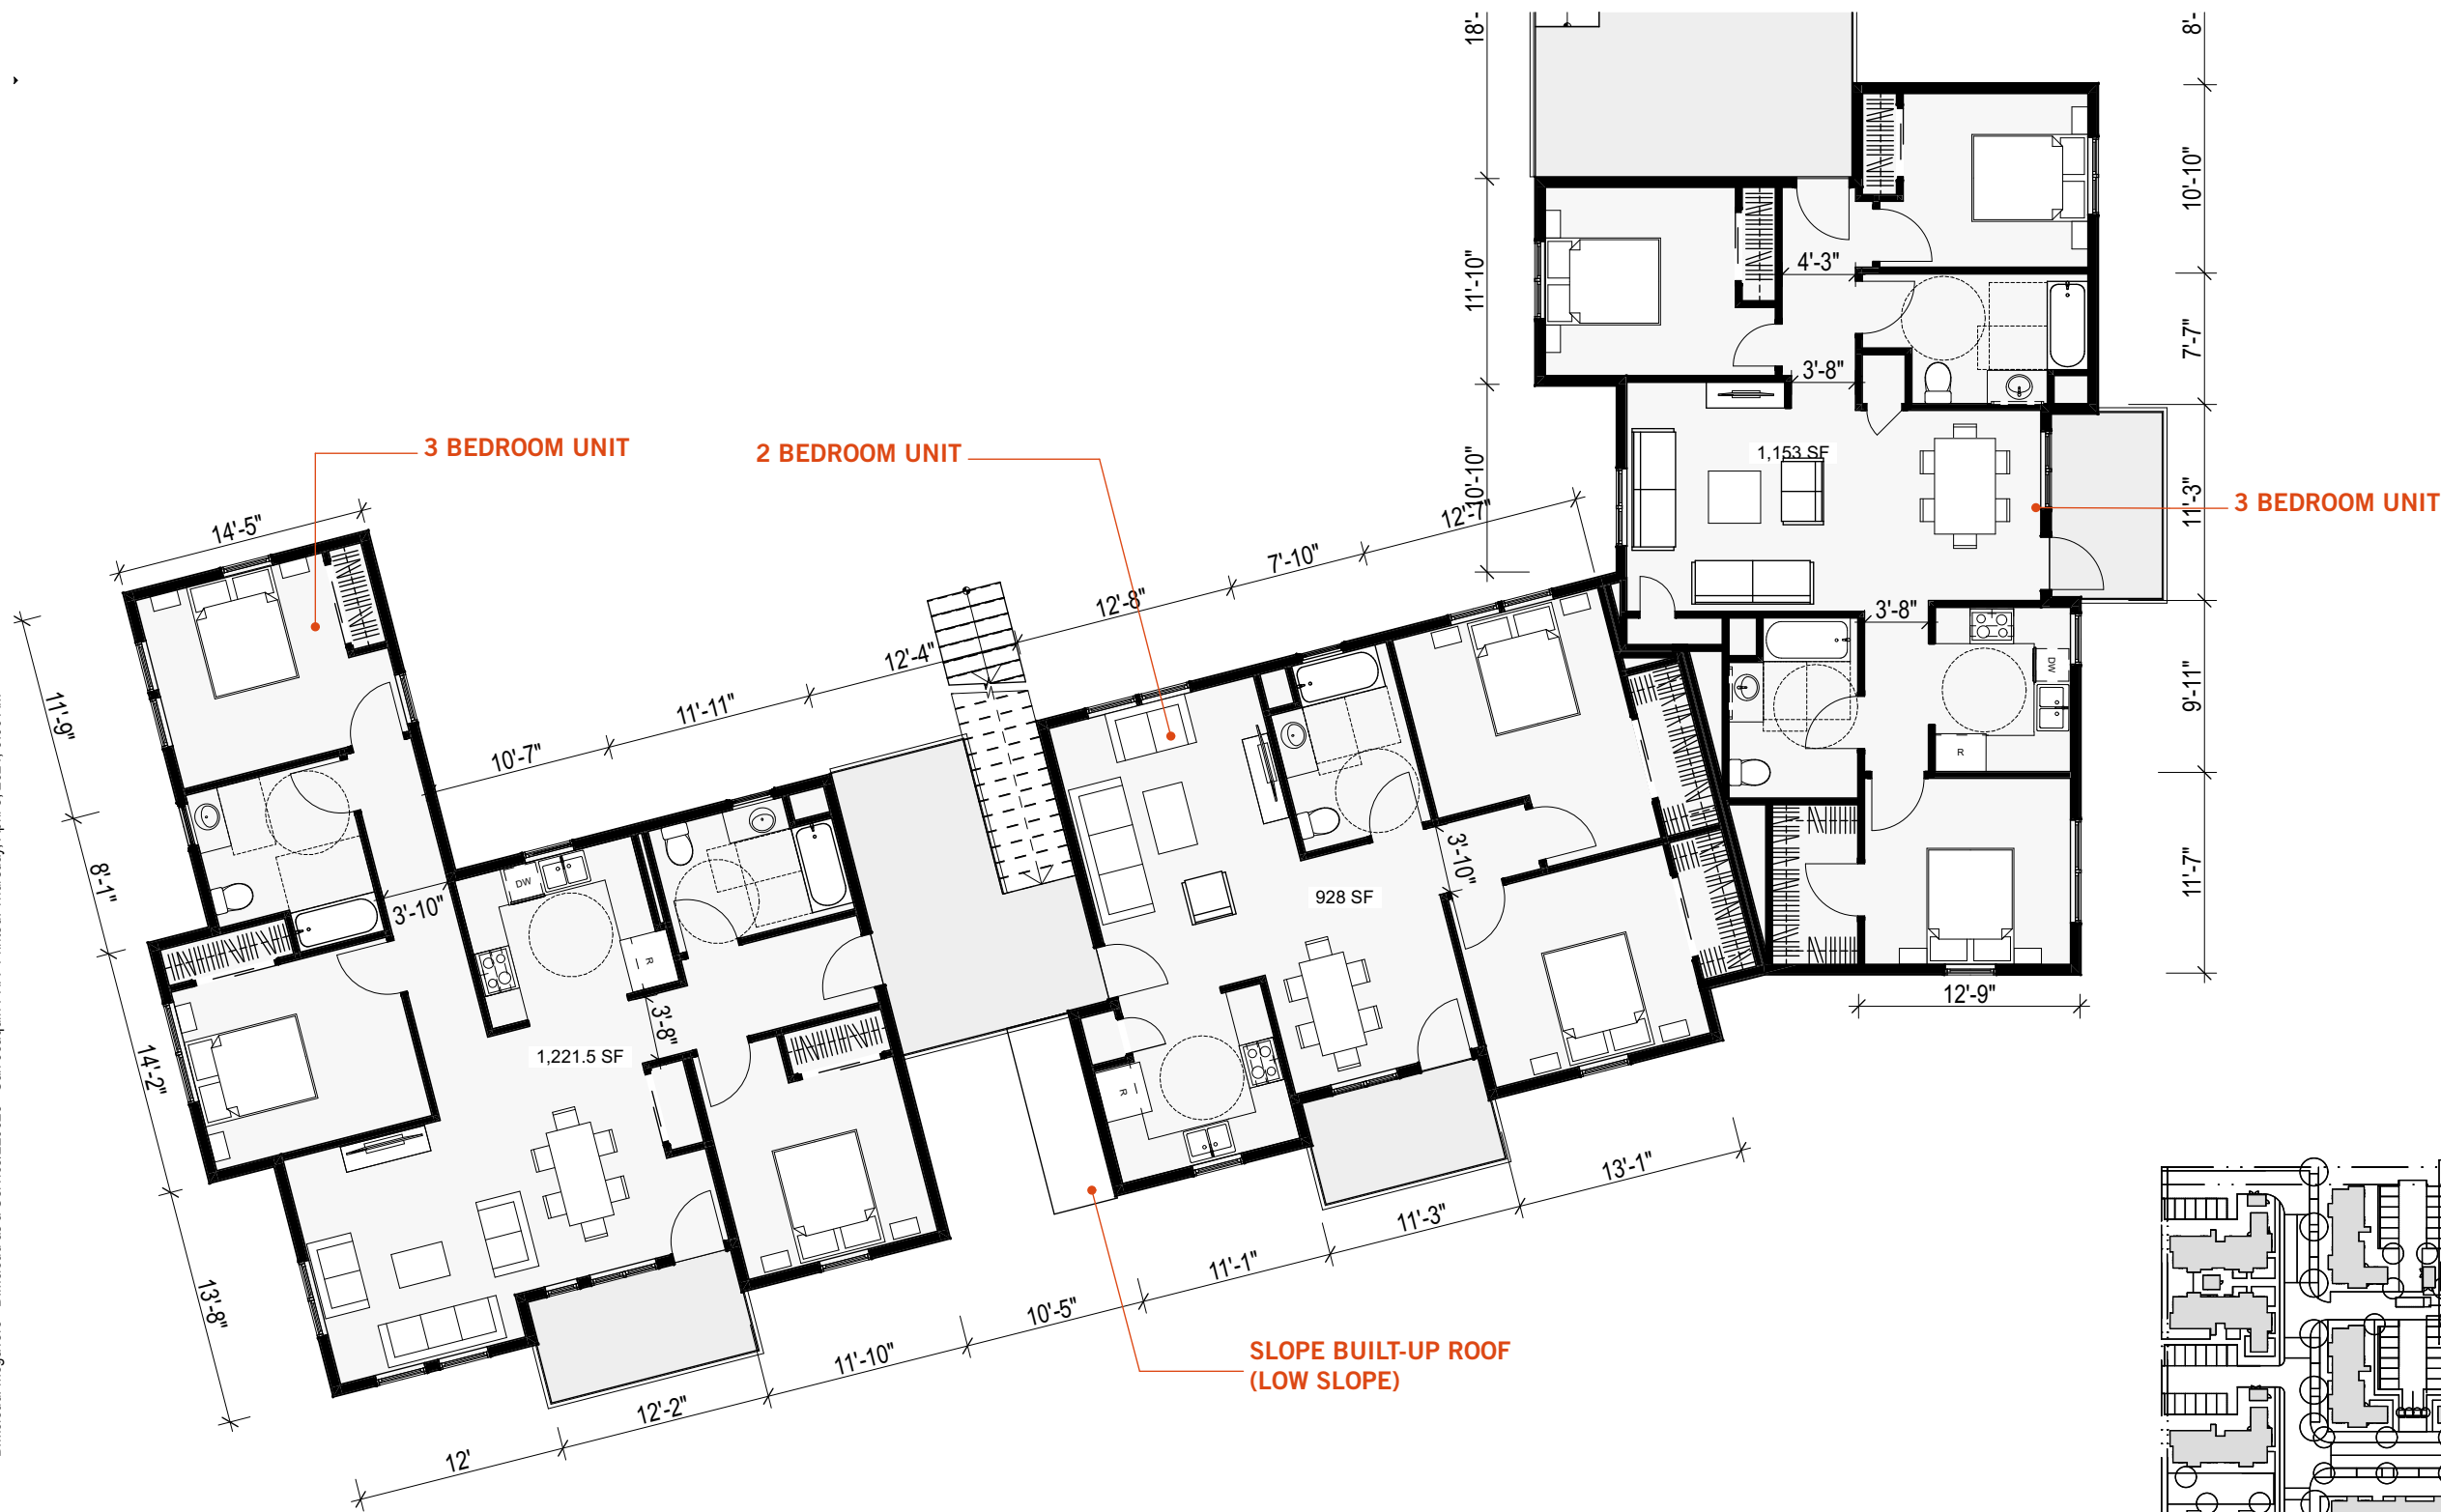 18'-
8'-
10'-10"
11'-10"
4'-3"
7'-7"
3'-8"
3 BEDROOM UNIT
2 BEDROOM UNIT
1,153 SF
10'-10"
11'-3"
3 BEDROOM UNIT
12'-7"
14'-5"
7'-10"
12'-8"
3'-8"
12'-4"
DW
11'-9"
11'-11"
9'-11"
10'-7"
R
8'-1"
DW
3'-10"
3'-10"
11'-7"
928 SF
R
12'-9"
3'-8"
1,221.5 SF
14'-2"
R
13'-1"
11'-3"
11'-1"
13'-8"
10'-5"
SLOPE BUILT-UP ROOF
(LOW SLOPE)
11'-10"
12'-2"
12'